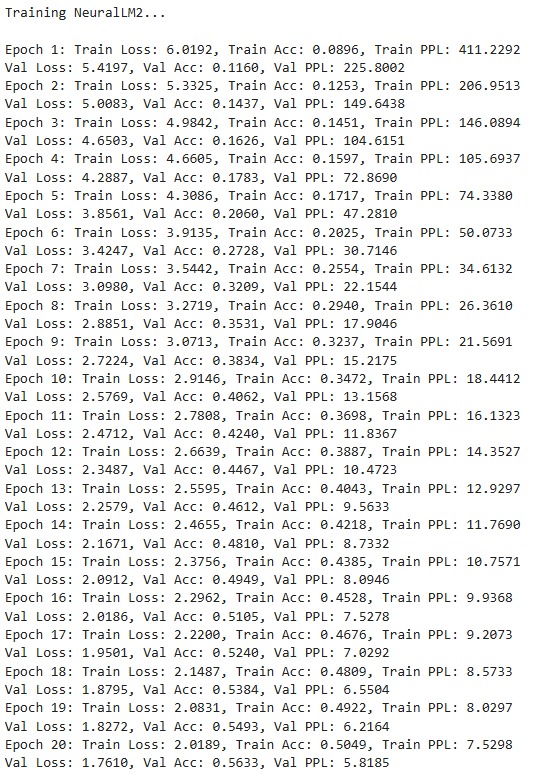 Training NeuralLM2...
Epoch 1: Train Loss: 6.0192, Train Acc: 0.0896, Train PPL: 411.2292
Val Loss: 5.4197, Val Acc: 0.1160, Val PPL: 225.8002
Epoch 2: Train Loss: 5.3325, Train Acc: 0.1253, Train PPL: 206.9513
Val Loss: 5.0083, Val Acc: 0.1437, Val PPL: 149.6438
Epoch 3: Train Loss: 4.9842, Train Acc: 0.1451, Train PPL: 146.0894
Val Loss: 4.6503, Val Acc: 0.1626, Val PPL: 104.6151
Epoch 4: Train Loss: 4.6605, Train Acc: 0.1597, Train PPL: 105.6937
Val Loss: 4.2887, Val Acc: 0.1783, Val PPL: 72.8690
Epoch 5: Train Loss: 4.3086, Train Acc: 0.1717, Train PPL: 74.3380
Val Loss: 3.8561, Val Acc: 0.2060, Val PPL: 47.2810
Epoch 6: Train Loss: 3.9135, Train Acc: 0.2025, Train PPL: 50.0733
Val Loss: 3.4247, Val Acc: 0.2728, Val PPL: 30.7146
Epoch 7: Train Loss: 3.5442, Train Acc: 0.2554, Train PPL: 34.6132
Val Loss: 3.0980, Val Acc: 0.3209, Val PPL: 22.1544
Epoch 8: Train Loss: 3.2719, Train Acc: 0.2940, Train PPL: 26.3610
Val Loss: 2.8851, Val Acc: 0.3531, Val PPL: 17.9046
Epoch 9: Train Loss: 3.0713, Train Acc: 0.3237, Train PPL: 21.5691
Val Loss: 2.7224, Val Acc: 0.3834, Val PPL: 15.2175
Epoch 10: Train Loss: 2.9146, Train Acc: 0.3472, Train PPL: 18.4412
Val Loss: 2.5769, Val Acc: 0.4062, Val PPL: 13.1568
Epoch 11: Train Loss: 2.7808, Train Acc: 0.3698, Train PPL: 16.1323
Val Loss: 2.4712, Val Acc: 0.4240, Val PPL: 11.8367
Epoch 12: Train Loss: 2.6639, Train Acc: 0.3887, Train PPL: 14.3527
Val Loss: 2.3487, Val Acc: 0.4467, Val PPL: 10.4723
Epoch 13: Train Loss: 2.5595, Train Acc: 0.4043, Train PPL: 12.9297
Val Loss: 2.2579, Val Acc: 0.4612, Val PPL: 9.5633
Epoch 14: Train Loss: 2.4655, Train Acc: 0.4218, Train PPL: 11.7690
Val Loss: 2.1671, Val Acc: 0.4810, Val PPL: 8.7332
Epoch 15: Train Loss: 2.3756, Train Acc: 0.4385, Train PPL: 10.7571
Val Loss: 2.0912, Val Acc: 0.4949, Val PPL: 8.0946
Epoch 16: Train Loss: 2.2962, Train Acc: 0.4528, Train PPL: 9.9368
Val Loss: 2.0186, Val Acc: 0.5105, Val PPL: 7.5278
Epoch 17: Train Loss: 2.2200, Train Acc: 0.4676, Train PPL: 9.2073
Val Loss: 1.9501, Val Acc: 0.5240, Val PPL: 7.0292
Epoch 18: Train Loss: 2.1487, Train Acc: 0.4809, Train PPL: 8.5733
Val Loss: 1.8795, Val Acc: 0.5384, Val PPL: 6.5504
Epoch 19: Train Loss: 2.0831, Train Acc: 0.4922, Train PPL: 8.0297
Val Loss: 1.8272, Val Acc: 0.5493, Val PPL: 6.2164
Epoch 20: Train Loss: 2.0189, Train Acc: 0.5049, Train PPL: 7.5298
Val Loss: 1.7610, Val Acc: 0.5633, Val PPL: 5.8185